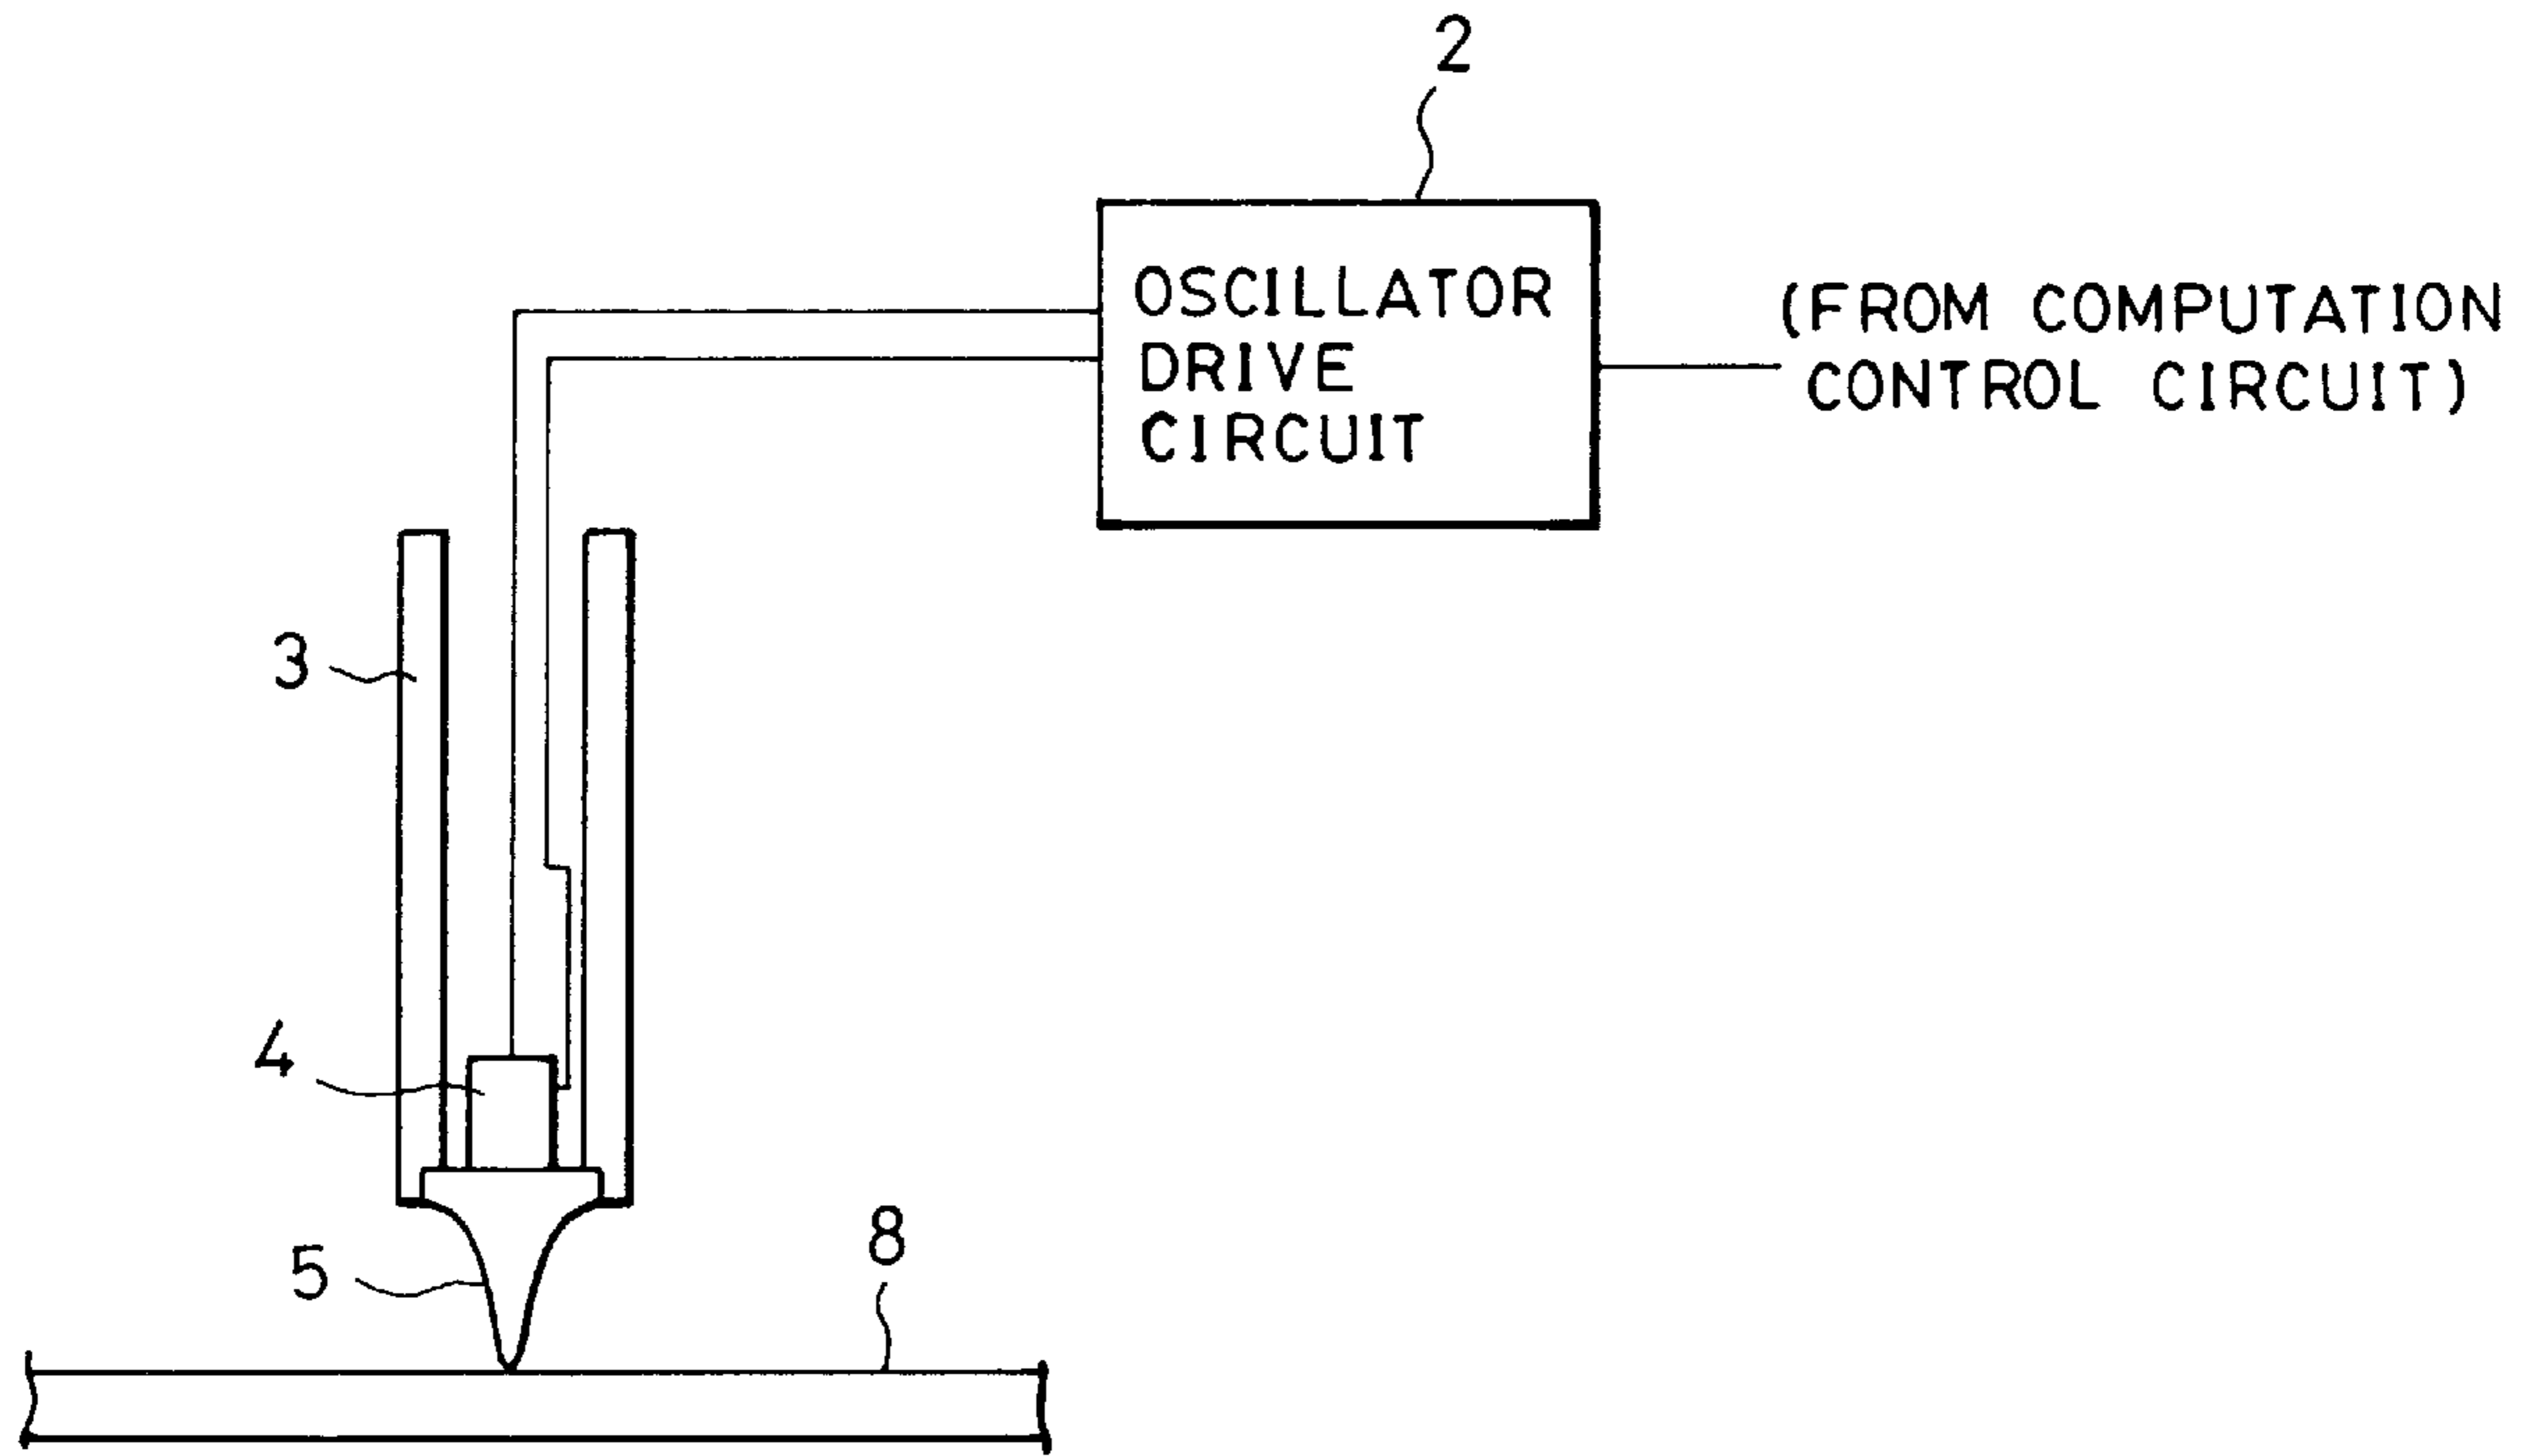 2
OSCILLATOR
DRIVE
CIRCUIT
(FROM COMPUTATION
CONTROL CIRCUIT)
3
4
5
8